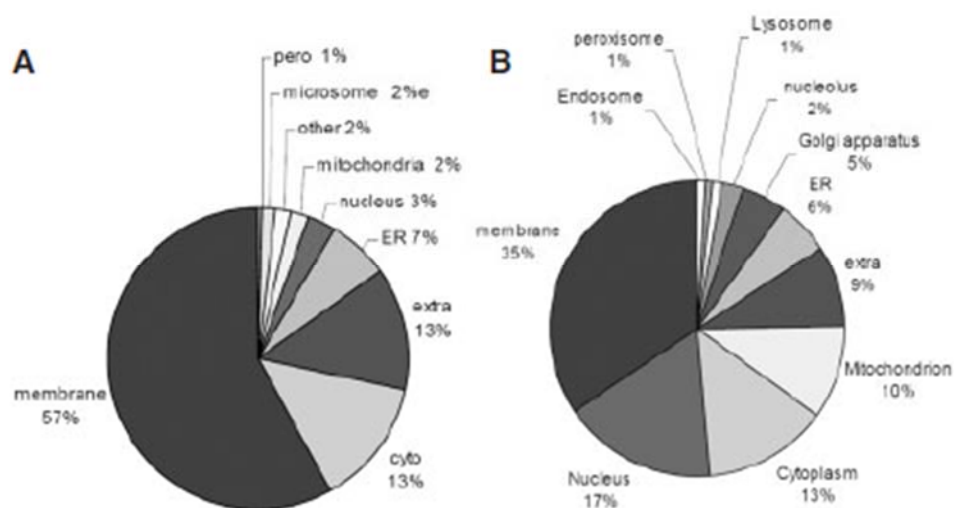 A
pero 1%
microsome 2%e
other 2%
mitochondria 2%
nucleus 3%
ER 7%
extra
13%
cyto
13%
membrane
57%
B
Lysosome
1%
peroxisome
1%
Endosome
1%
nucleolus
2%
Golgi apparatus
5%
ER
6%
extra
9%
Mitochondrion
10%
Cytoplasm
13%
Nucleus
17%
membrane
35%